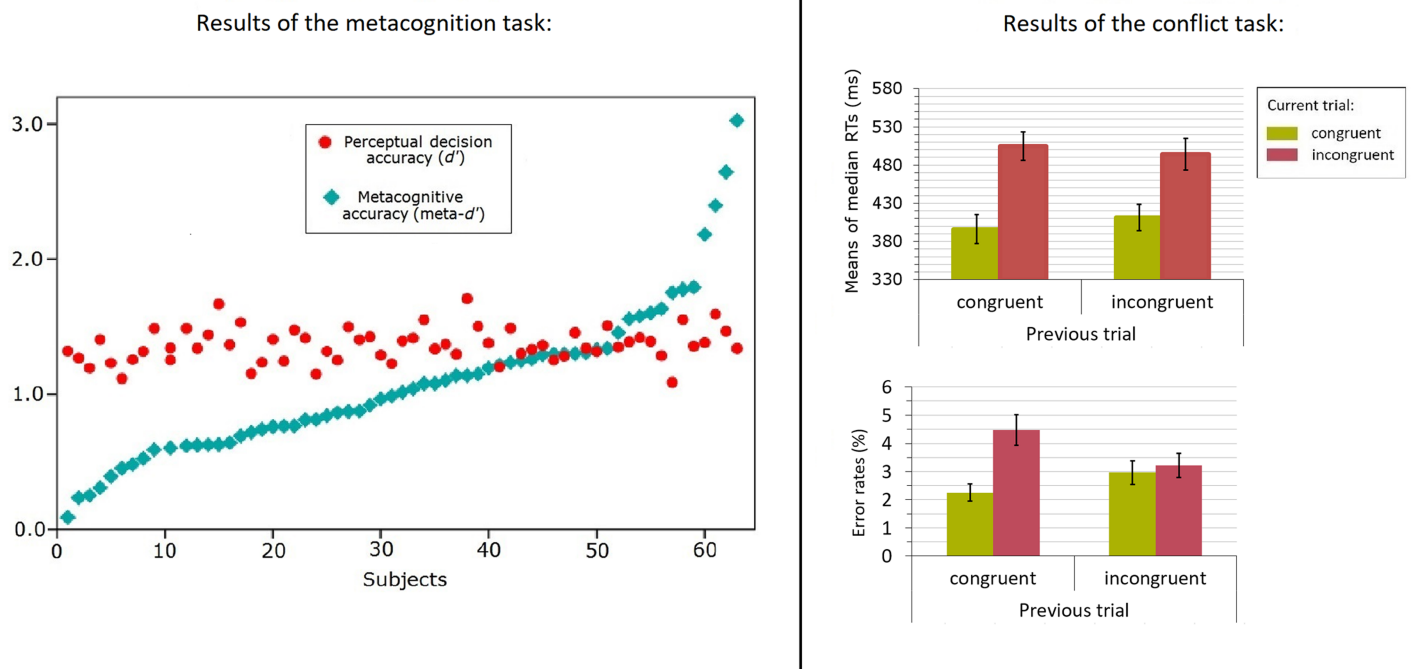 Results of the metacognition task:
3.0
2.0
1.0
0.0
Perceptual decision
accuracy (d′)
Metacognitive
accuracy (meta-d′)
0 10 20 30 40 50 60
Subjects
Results of the conflict task:
Means of median RTs (ms)
580
530
480
430
380
330
congruent incongruent
Previous trial
Current trial:
congruent
incongruent
Error rates (%)
6
5
4
3
2
1
0
congruent incongruent
Previous trial